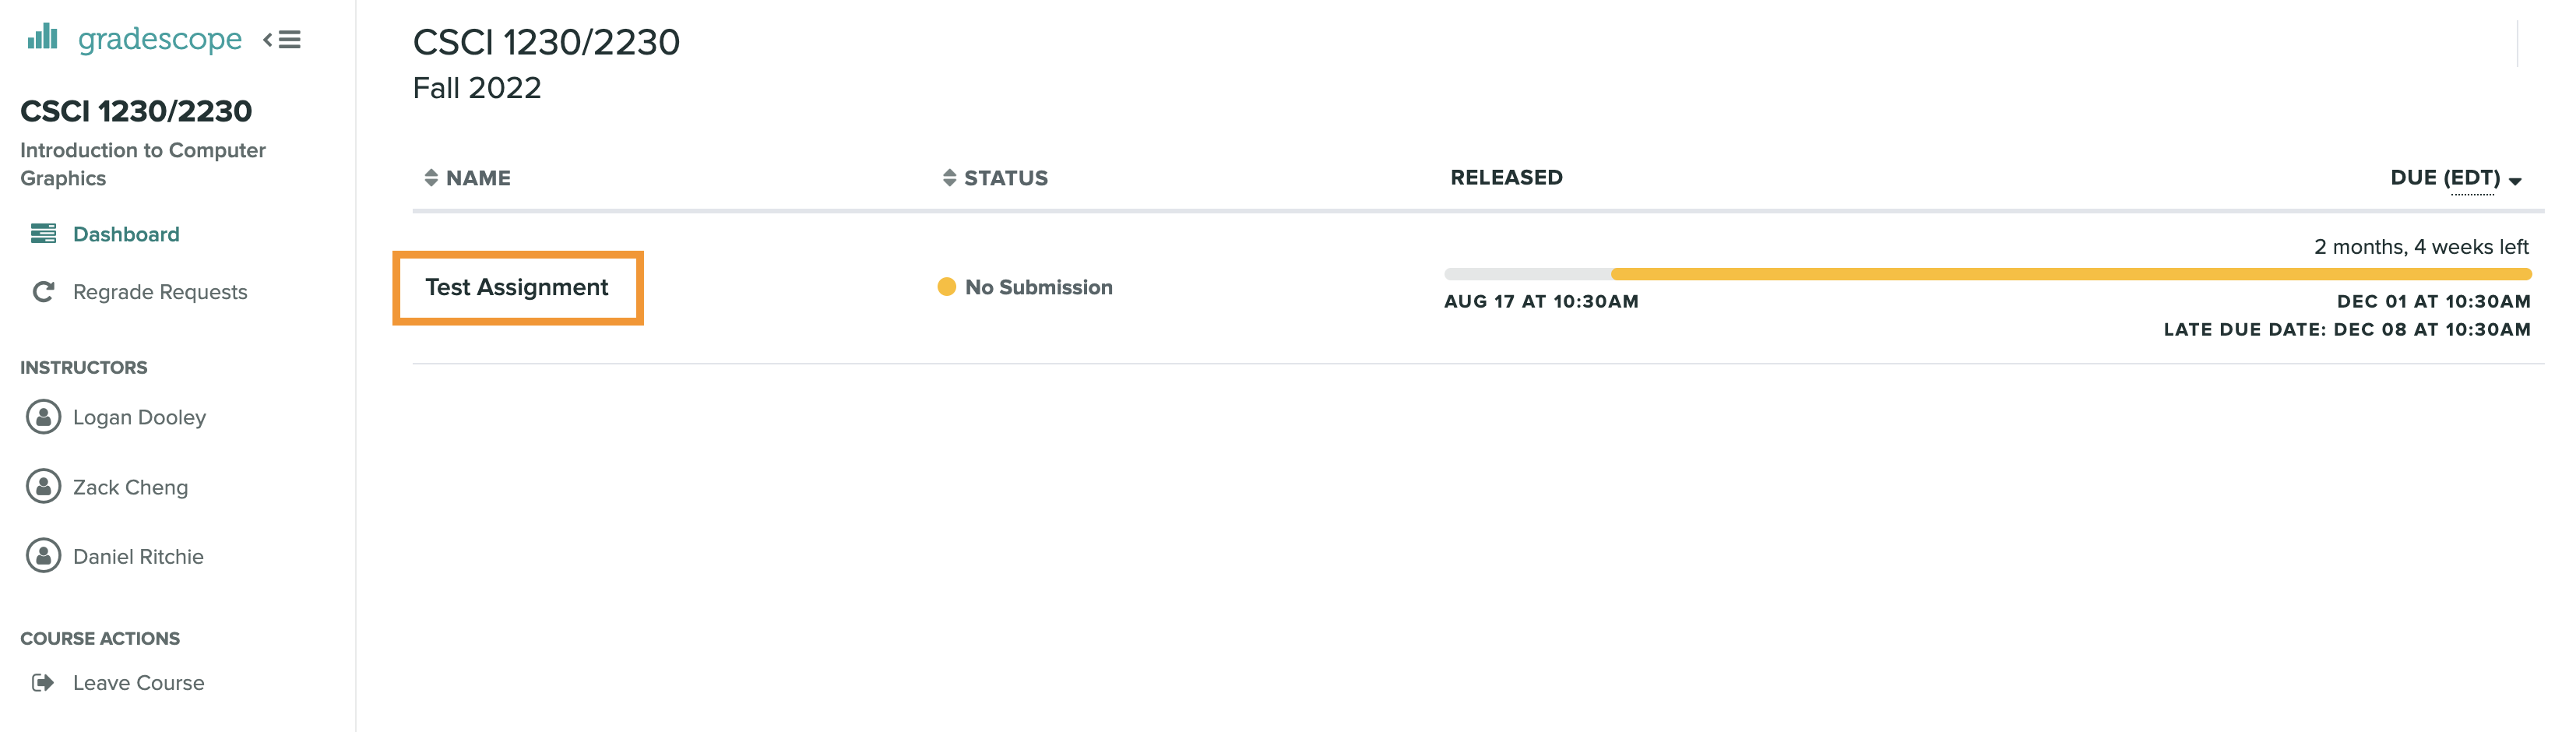 gradescope
CSCI 1230/2230
Introduction to Computer
Graphics
Dashboard
Regrade Requests
INSTRUCTORS
Logan Dooley
Zack Cheng
Daniel Ritchie
COURSE ACTIONS
Leave Course
CSCI 1230/2230
Fall 2022
NAME STATUS RELEASED DUE (EDT)
Test Assignment No Submission
2 months, 4 weeks left
AUG 17 AT 10:30AM DEC 01 AT 10:30AM
LATE DUE DATE: DEC 08 AT 10:30AM